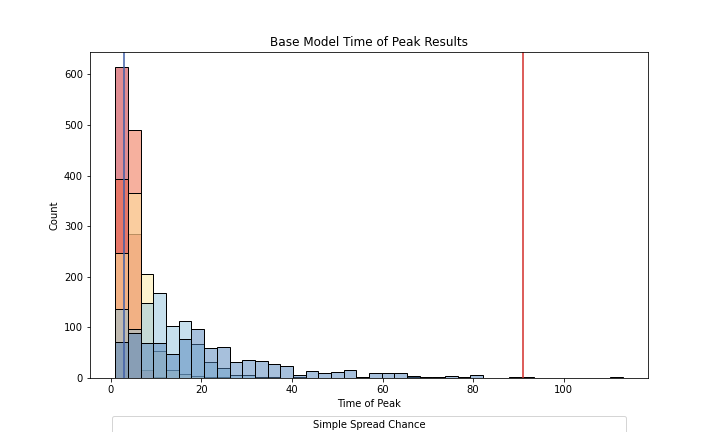 Base Model Time of Peak Results
600
500
400
300
200
100
0
Count
0 20 40 60 80 100
Time of Peak
Simple Spread Chance